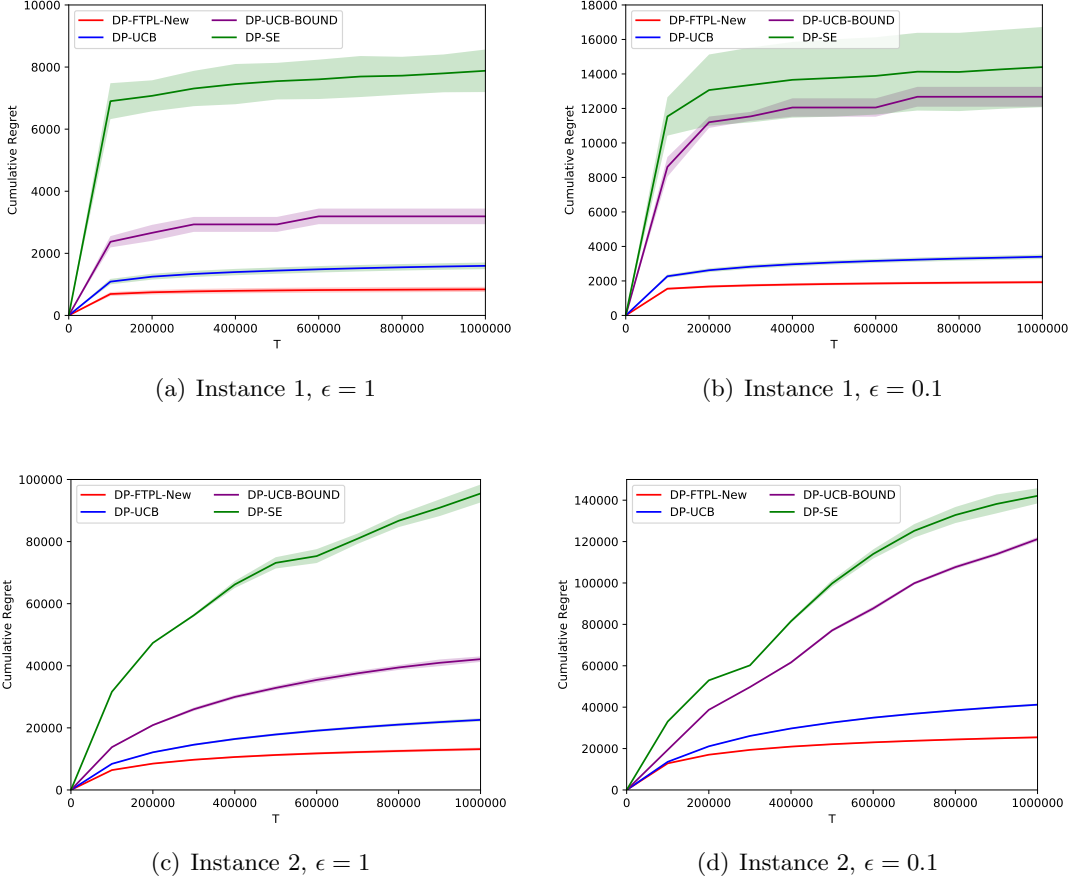 10000
8000
6000
4000
2000
0
Cumulative Regret
DP-FTPL-New
DP-UCB
DP-UCB-BOUND
DP-SE
0 200000 400000 600000 800000 1000000
T
(a) Instance 1, ϵ = 1
18000
16000
14000
12000
10000
8000
6000
4000
2000
0
Cumulative Regret
DP-FTPL-New
DP-UCB
DP-UCB-BOUND
DP-SE
0 200000 400000 600000 800000 1000000
T
(b) Instance 1, ϵ = 0.1
100000
80000
60000
40000
20000
0
Cumulative Regret
DP-FTPL-New
DP-UCB
DP-UCB-BOUND
DP-SE
0 200000 400000 600000 800000 1000000
T
(c) Instance 2, ϵ = 1
140000
120000
100000
80000
60000
40000
20000
0
Cumulative Regret
DP-FTPL-New
DP-UCB
DP-UCB-BOUND
DP-SE
0 200000 400000 600000 800000 1000000
T
(d) Instance 2, ϵ = 0.1